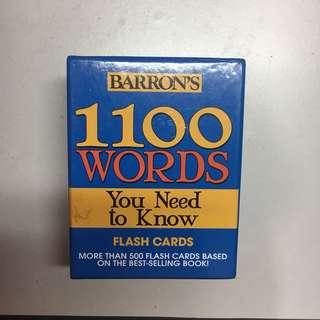 BARRON'S
1100
WORDS
You Need
to Know
FLASH CARDS
MORE THAN 500 FLASH CARDS BASED
ON THE BEST-SELLING BOOK!